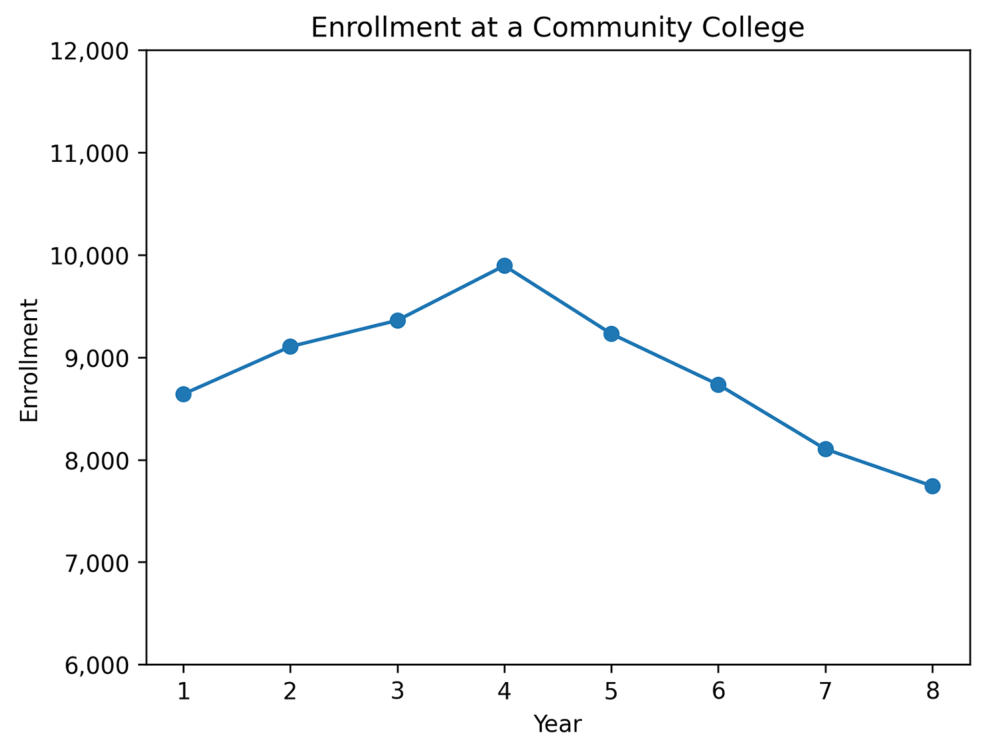 Enrollment at a Community College
12,000
11,000
10,000
9,000
8,000
7,000
6,000
Enrollment
1 2 3 4 5 6 7 8
Year